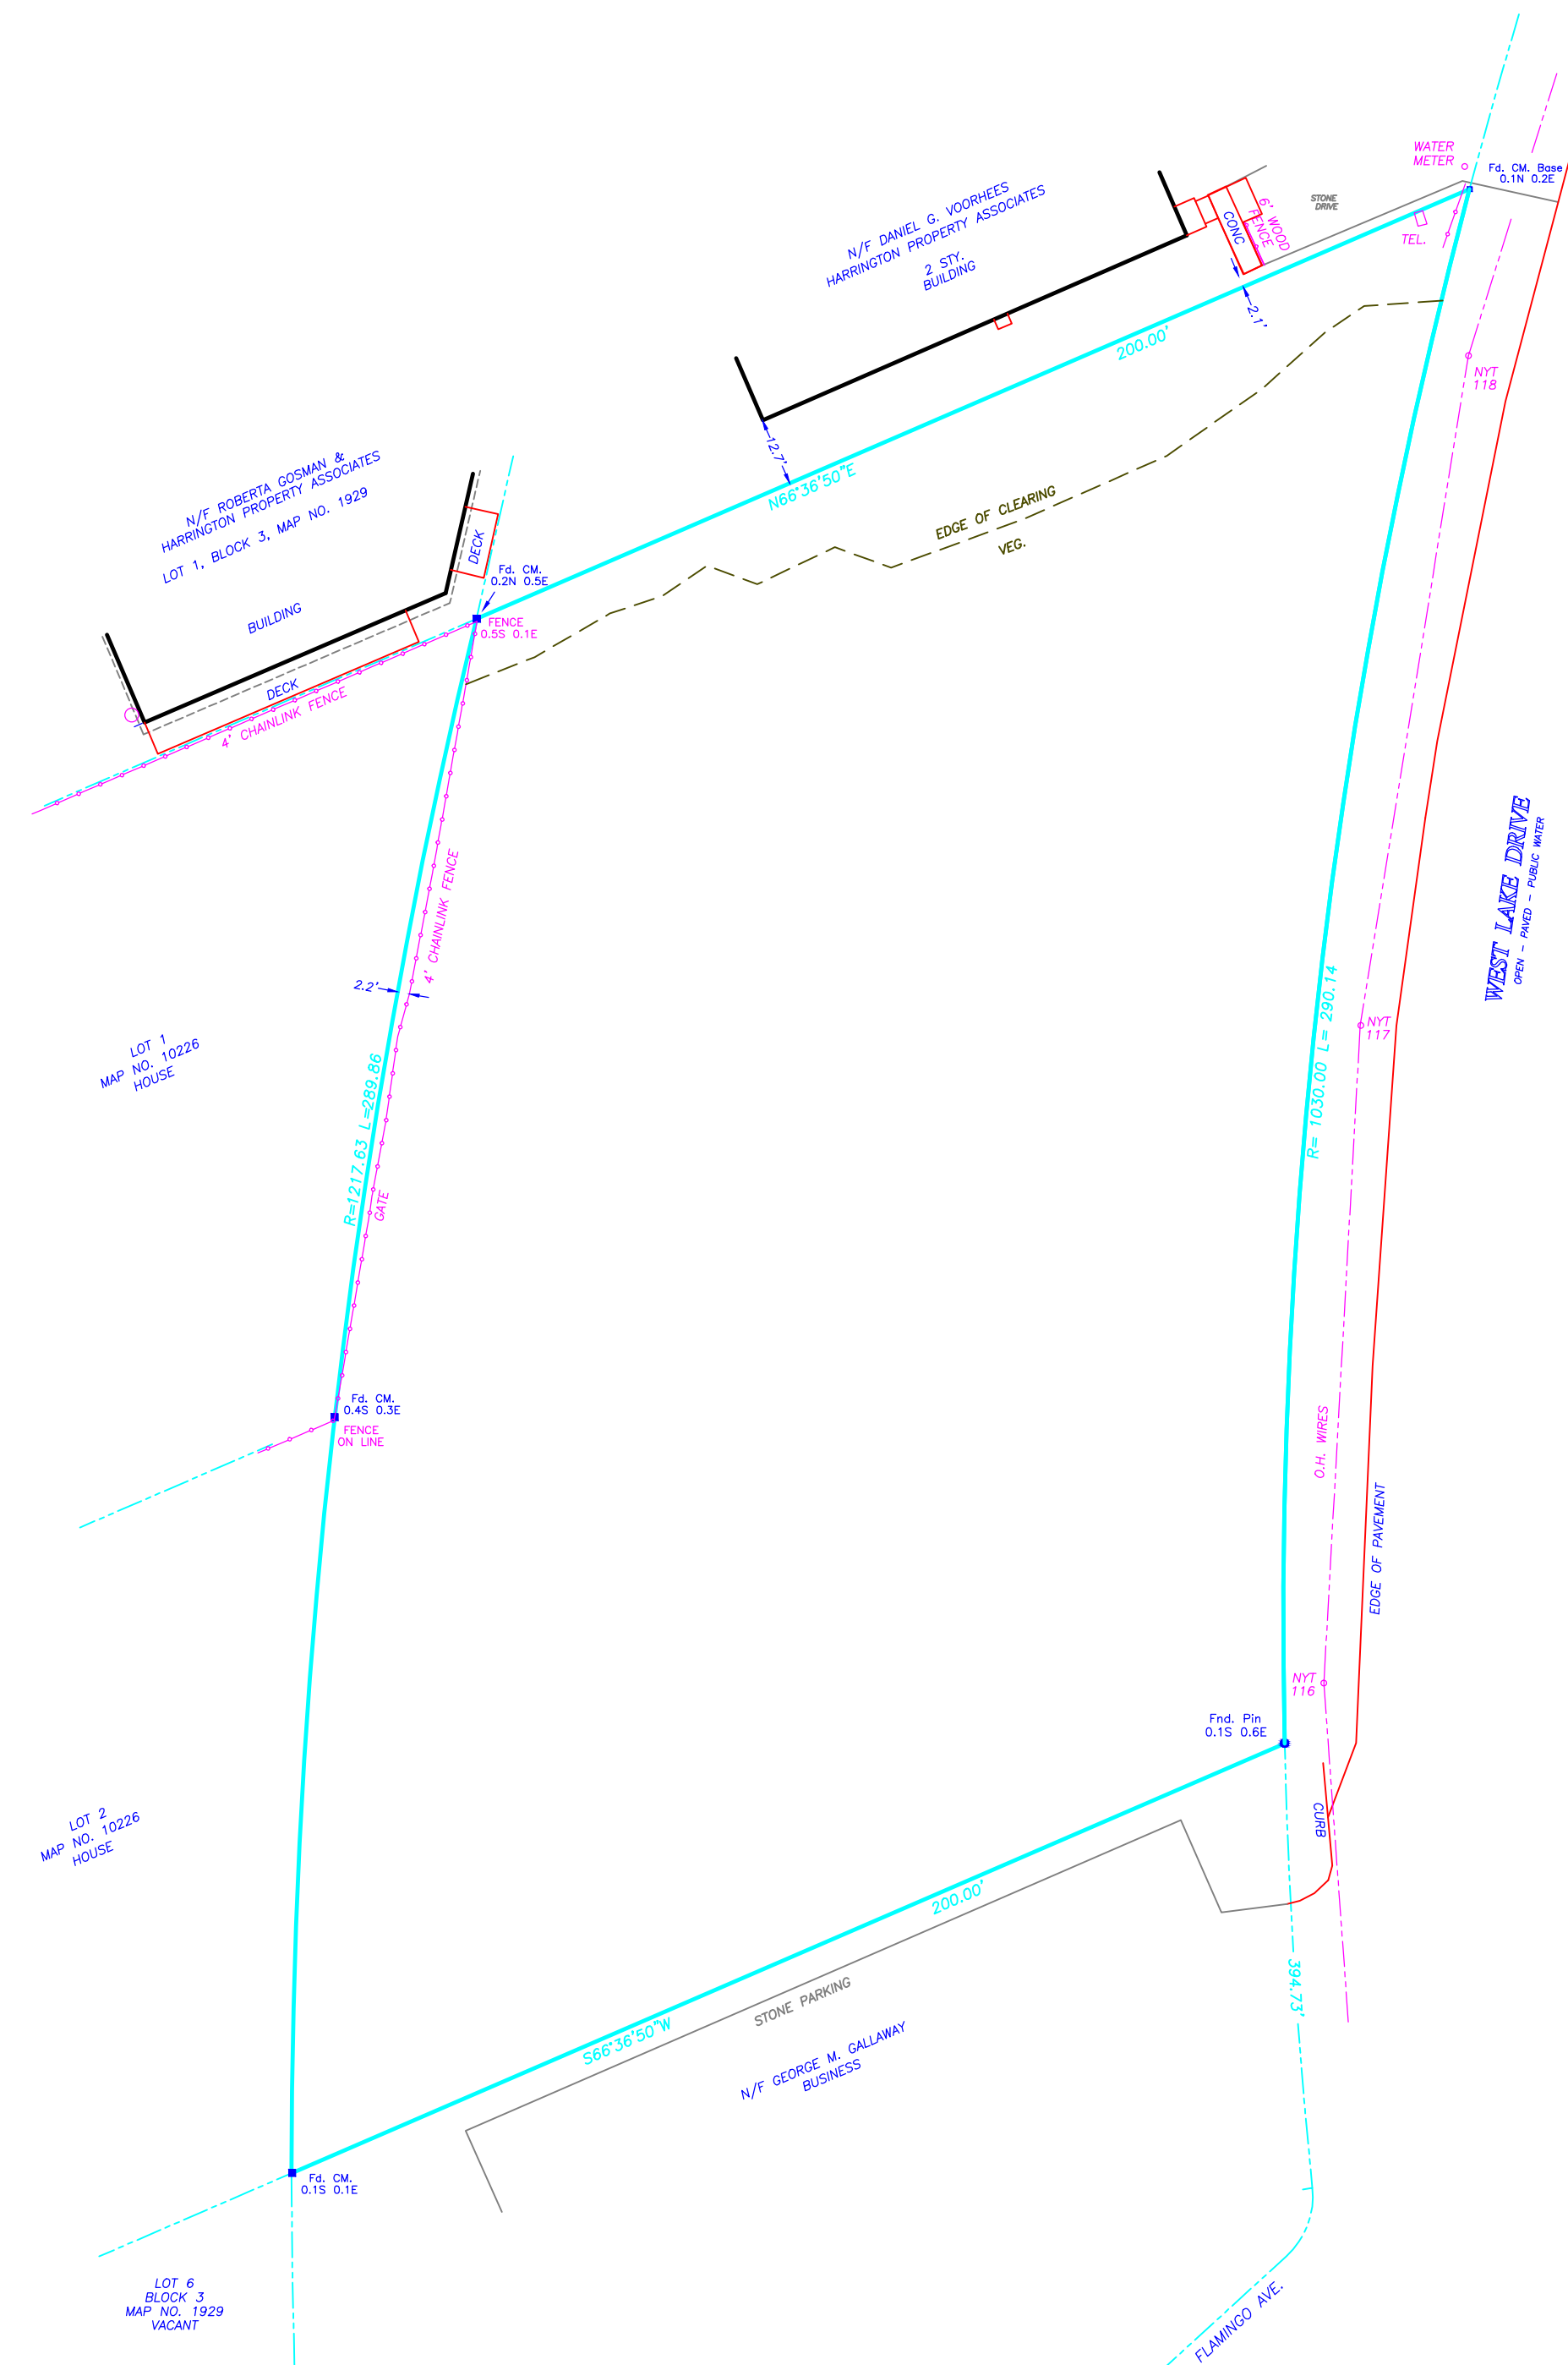 WATER
METER
Fd. CM. Base
0.1N 0.2E
STONE
DRIVE
6' WOOD
FENCE
CONC
TEL.
N/F DANIEL G. VOORHEES
HARRINGTON PROPERTY ASSOCIATES
2 STY.
BUILDING
2.1'
200.00'
NYT
118
12.7'
N66°36'50"E
EDGE OF CLEARING
VEG.
N/F ROBERTA GOSMAN &
HARRINGTON PROPERTY ASSOCIATES
LOT 1, BLOCK 3, MAP NO. 1929
BUILDING
DECK
Fd. CM.
0.2N 0.5E
FENCE
0.5S 0.1E
DECK
4' CHAINLINK FENCE
4' CHAINLINK FENCE
2.2'
WEST LAKE DRIVE
OPEN - PAVED - PUBLIC WATER
R= 1030.00 L= 290.14
NYT
117
LOT 1
MAP NO. 10226
HOUSE
R=1217.63 L=289.86
GATE
Fd. CM.
0.4S 0.3E
FENCE
ON LINE
O.H. WIRES
EDGE OF PAVEMENT
NYT
116
Fnd. Pin
0.1S 0.6E
CURB
LOT 2
MAP NO. 10226
HOUSE
200.00'
394.73'
STONE PARKING
S66°36'50"W
N/F GEORGE M. GALLAWAY
BUSINESS
Fd. CM.
0.1S 0.1E
LOT 6
BLOCK 3
MAP NO. 1929
VACANT
FLAMINGO AVE.